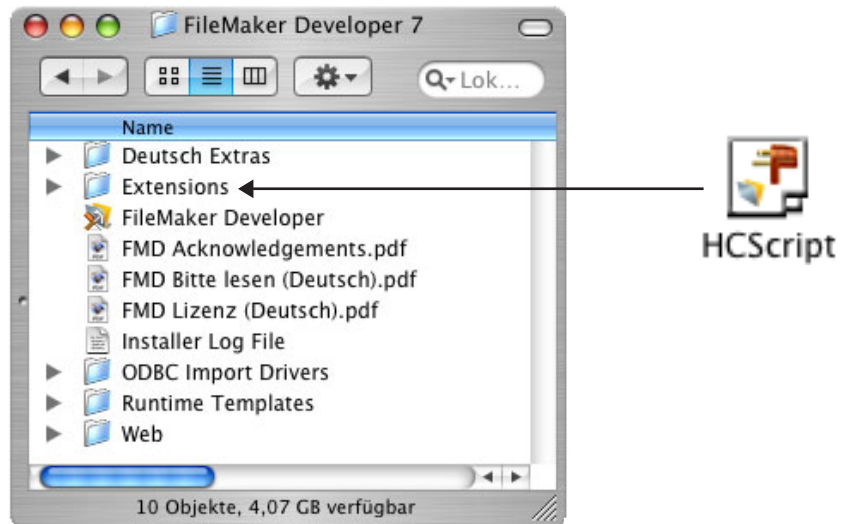 FileMaker Developer 7
Lok...
Name
Deutsch Extras
Extensions
FileMaker Developer
FMD Acknowledgements.pdf
FMD Bitte lesen (Deutsch).pdf
FMD Lizenz (Deutsch).pdf
Installer Log File
ODBC Import Drivers
Runtime Templates
Web
10 Objekte, 4,07 GB verfügbar
HCScript